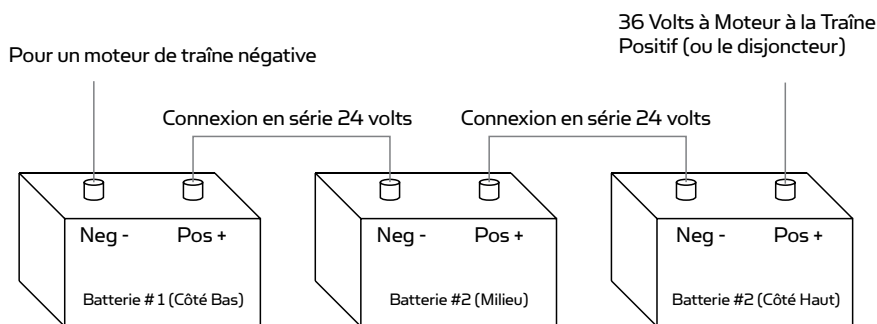 36 Volts à Moteur à la Traîne
Positif (ou le disjoncteur)
Pour un moteur de traîne négative
Connexion en série 24 volts
Connexion en série 24 volts
Neg -
Pos +
Neg -
Pos +
Neg -
Pos +
Batterie # 1 (Côté Bas)
Batterie #2 (Milieu)
Batterie #2 (Côté Haut)